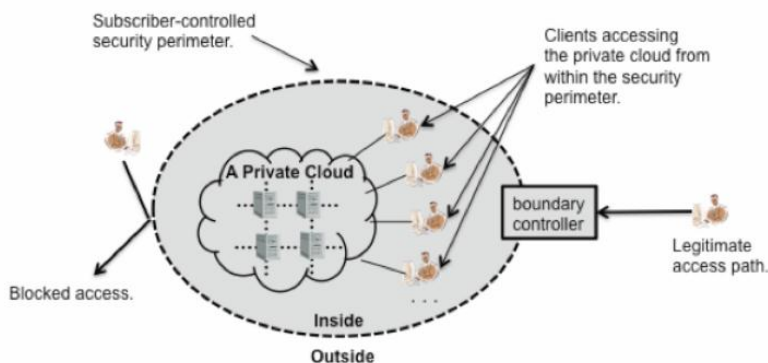 Subscriber-controlled
security perimeter.
Clients accessing
the private cloud from
within the security
perimeter.
A Private Cloud
boundary
controller
Legitimate
access path.
Blocked access.
. . .
Inside
Outside